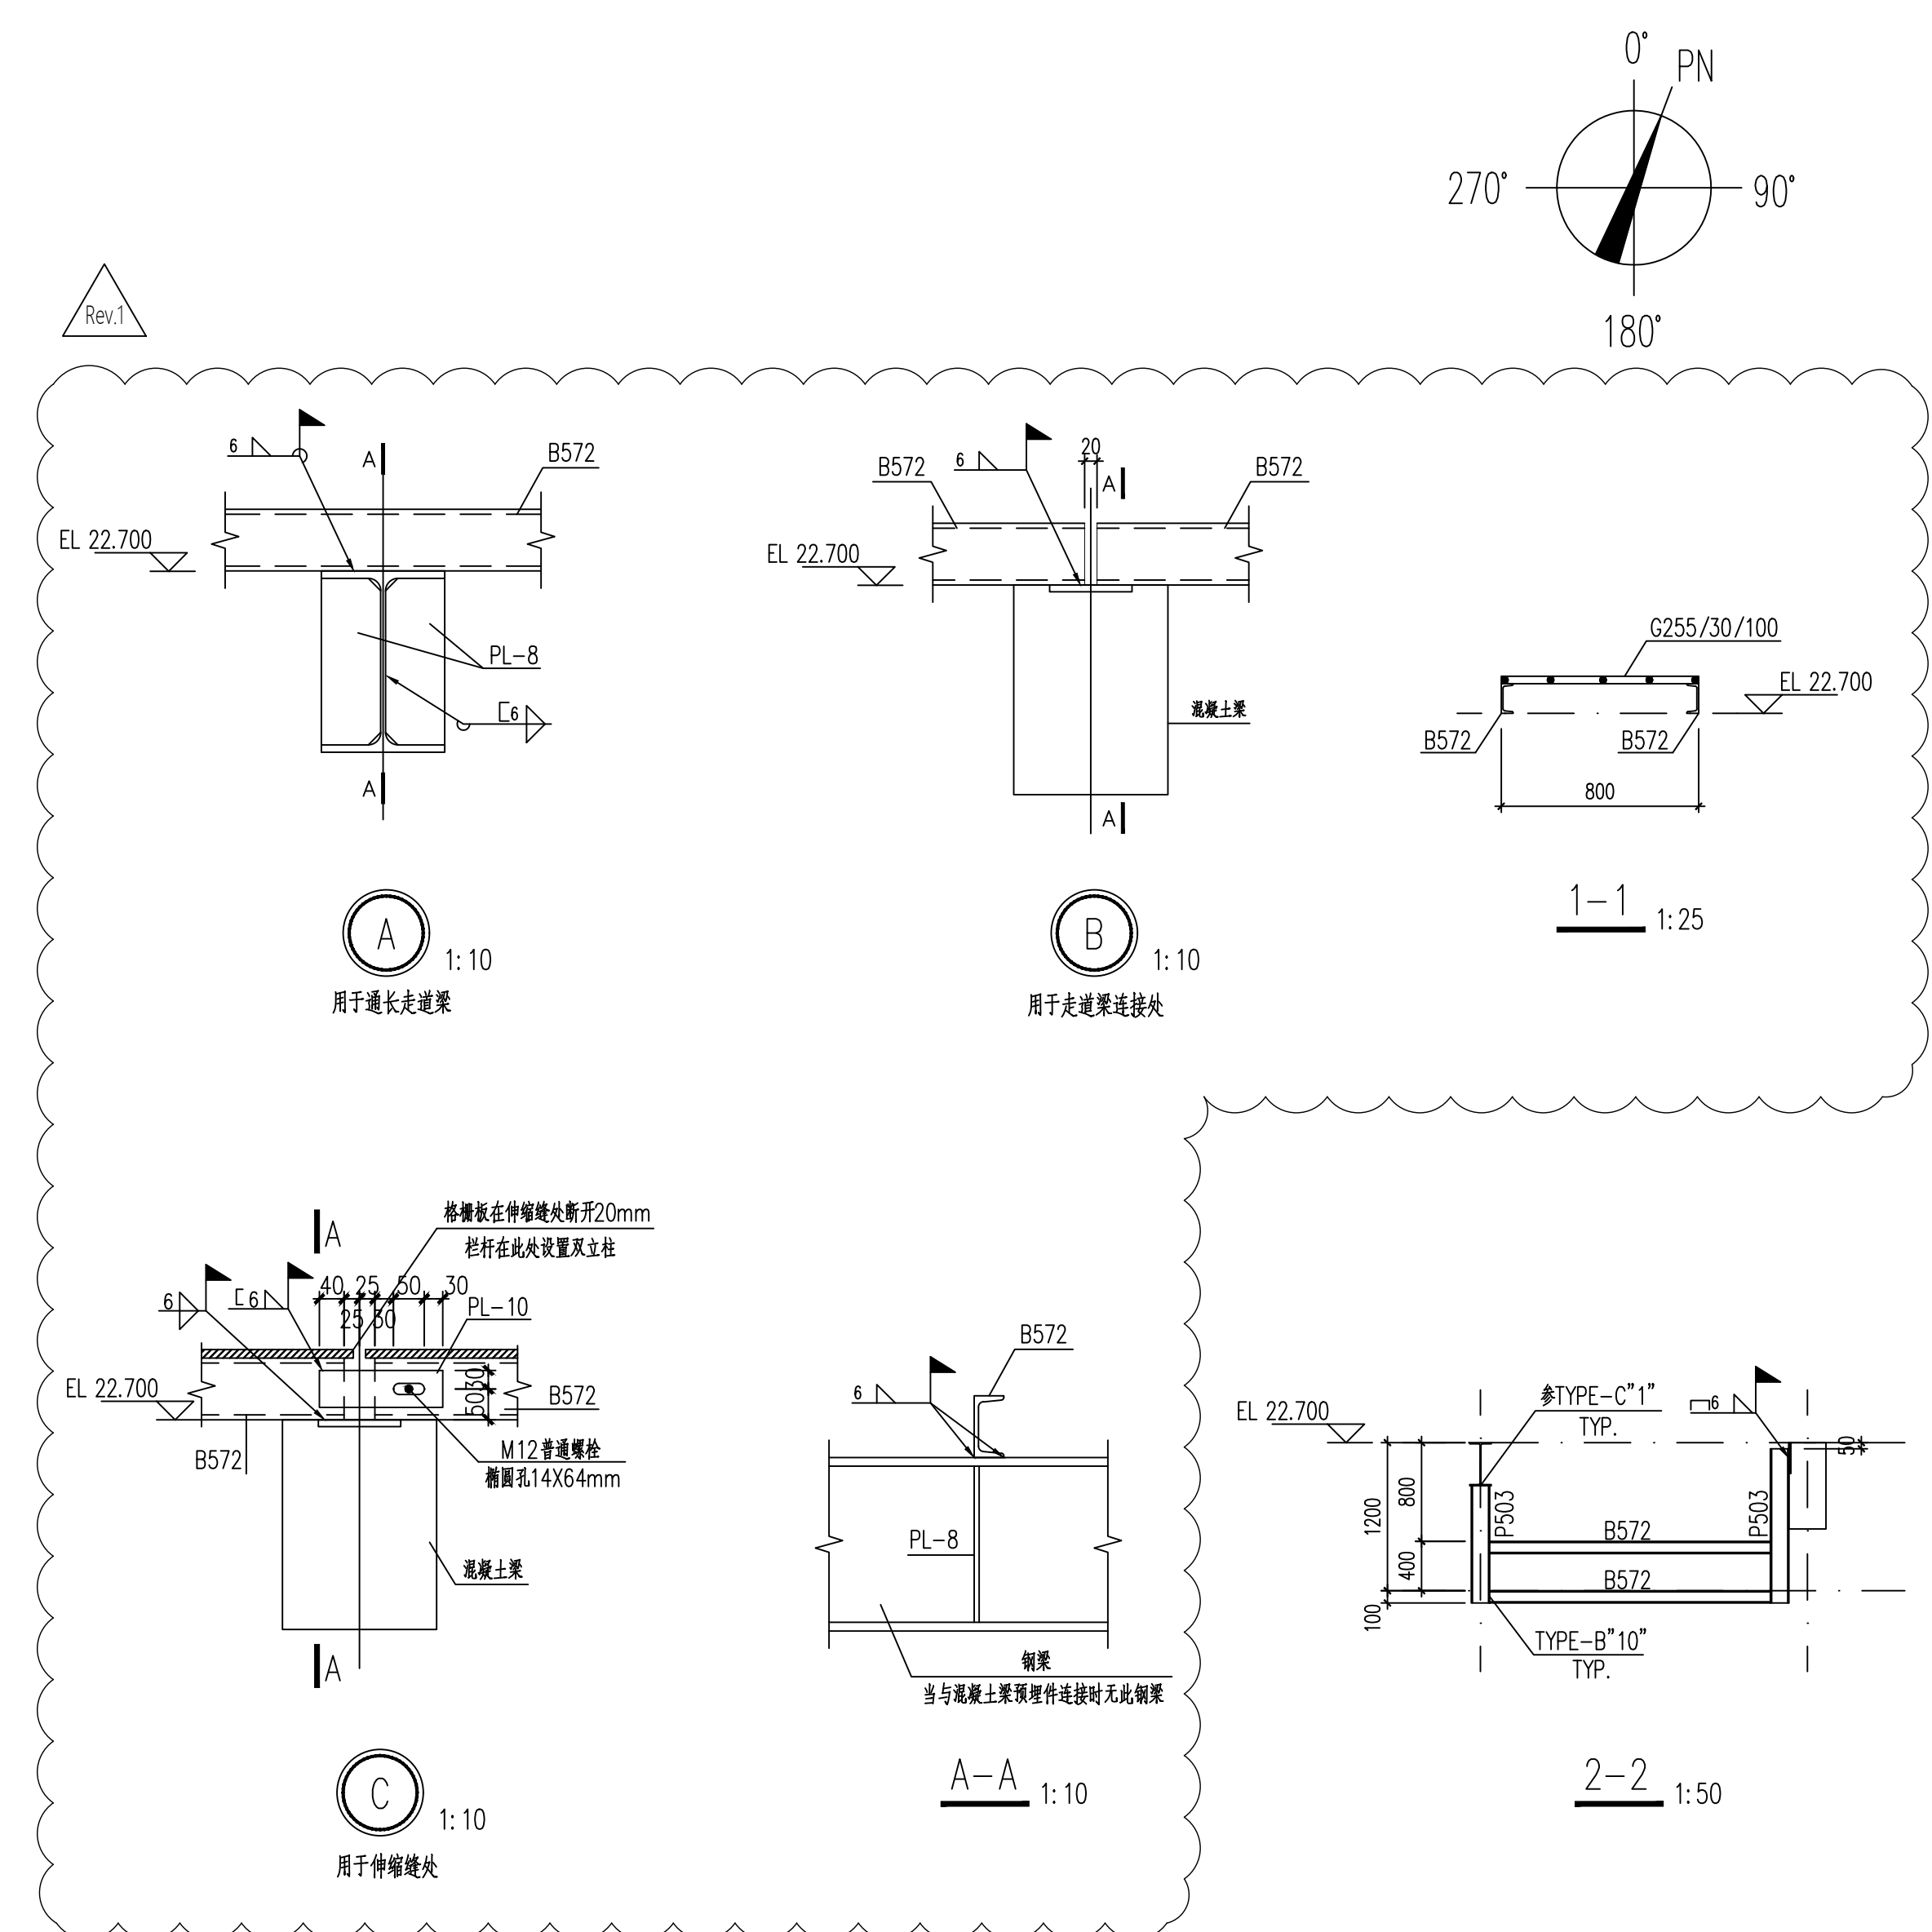 0°
PN
270°
90°
180°
Rev.1
6
A
B572
EL 22.700
PL-8
6
A
A
1:10
用于通长走道梁
B572
6
20
A
B572
EL 22.700
混凝土梁
A
B
1:10
用于走道梁连接处
G255/30/100
EL 22.700
B572
B572
800
1-1
1:25
A
格栅板在伸缩缝处断开20mm
栏杆在此处设置双立柱
6
6
40 25 50 30
25 30
PL-10
EL 22.700
30
50
B572
B572
M12普通螺栓
椭圆孔14X64mm
混凝土梁
A
C
1:10
用于伸缩缝处
B572
6
PL-8
钢梁
当与混凝土梁预埋件连接时无此钢梁
A-A
1:10
EL 22.700
参TYPE-C"1"
TYP.
6
50
1200
800
400
100
P503
P503
B572
B572
TYPE-B"10"
TYP.
2-2
1:50